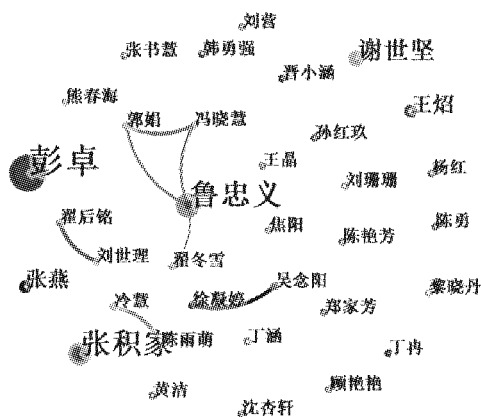 刘营
张书慧
韩勇强
谢世坚
晋小涵
熊春海
王焰
郭娟
冯晓慧
孙红玖
彭卓
王晶
杨红
刘珊珊
鲁忠义
翟后铭
焦阳
陈勇
陈艳芳
刘世理
翟冬雪
张燕
吴念阳
黎晓丹
冷慧
徐凝婷
郑家芳
张积家
陈雨萌
丁涵
丁冉
黄洁
顾艳艳
沈杏轩